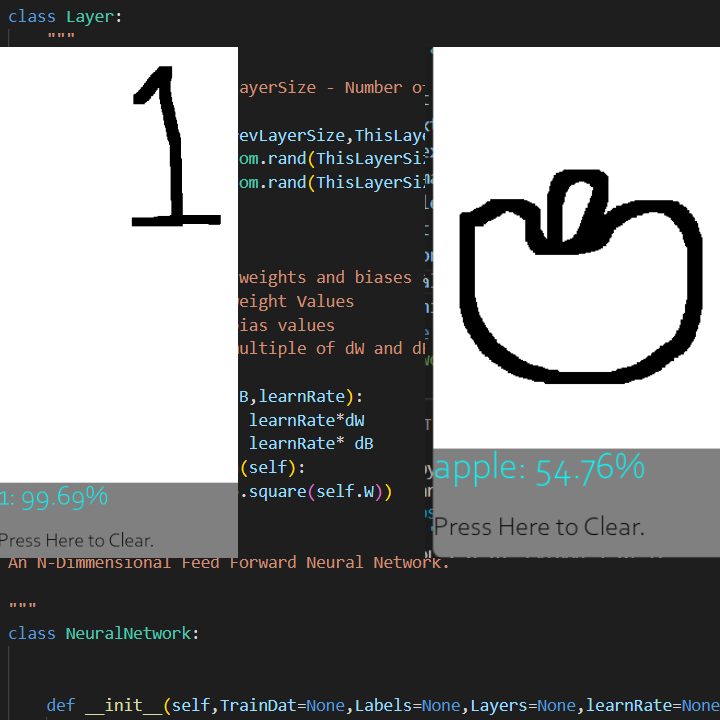 class Layer:
"""
ayerSize - Number of
evLayerSize,ThisLaye
om.rand(ThisLayerSi
om.rand(ThisLayerSi
weights and biases
eight Values
ias values
ultiple of dW and d
B,learnRate):
learnRate*dW
learnRate* dB
(self):
.square(self.W))
1
1: 99.69%
Press Here to Clear.
apple: 54.76%
Press Here to Clear.
An N-Dimmensional Feed Forward Neural Network.
"""
class NeuralNetwork:
def __init__(self,TrainDat=None,Labels=None,Layers=None,learnRate=None